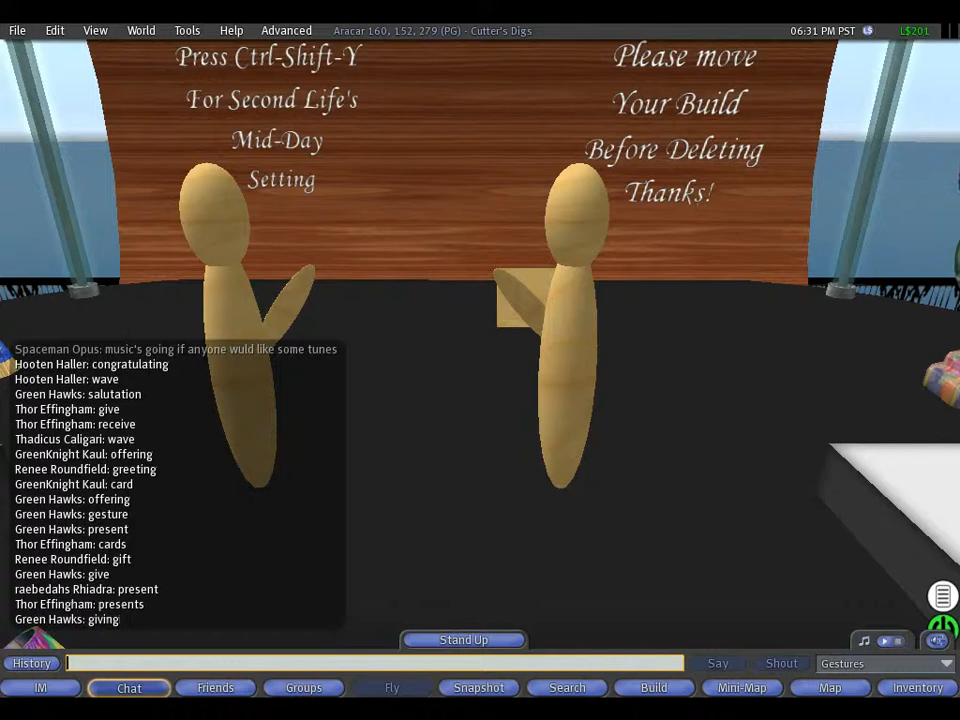 File Edit View World Tools Help Advanced Aracar 160, 152, 279 (PG) - Cutter's Digs 06:31 PM PST L$201
Press Ctrl-Shift-Y
For Second Life's
Mid-Day
Setting
Please move
Your Build
Before Deleting
Thanks!
Spaceman Opus: music's going if anyone wuld like some tunes
Hooten Haller: congratulating
Hooten Haller: wave
Green Hawks: salutation
Thor Effingham: give
Thor Effingham: receive
Thadicus Caligari: wave
GreenKnight Kaul: offering
Renee Roundfield: greeting
GreenKnight Kaul: card
Green Hawks: offering
Green Hawks: gesture
Green Hawks: present
Thor Effingham: cards
Renee Roundfield: gift
Green Hawks: give
raebedahs Rhiadra: present
Thor Effingham: presents
Green Hawks: giving
Stand Up
History Say Shout Gestures
IM Chat Friends Groups Fly Snapshot Search Build Mini-Map Map Inventory